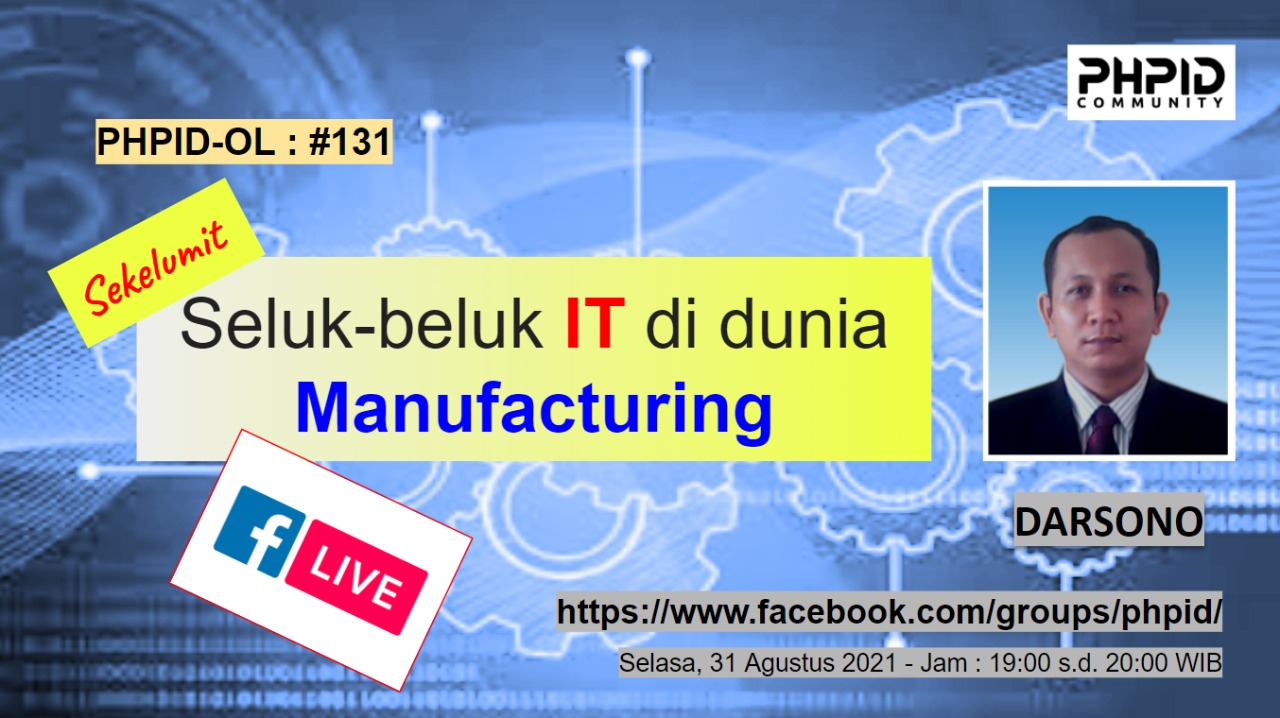 PHPID
COMMUNITY
PHPID-OL : #131
Sekelumit
Seluk-beluk IT di dunia
Manufacturing
f LIVE
DARSONO
https://www.facebook.com/groups/phpid/
Selasa, 31 Agustus 2021 - Jam : 19:00 s.d. 20:00 WIB